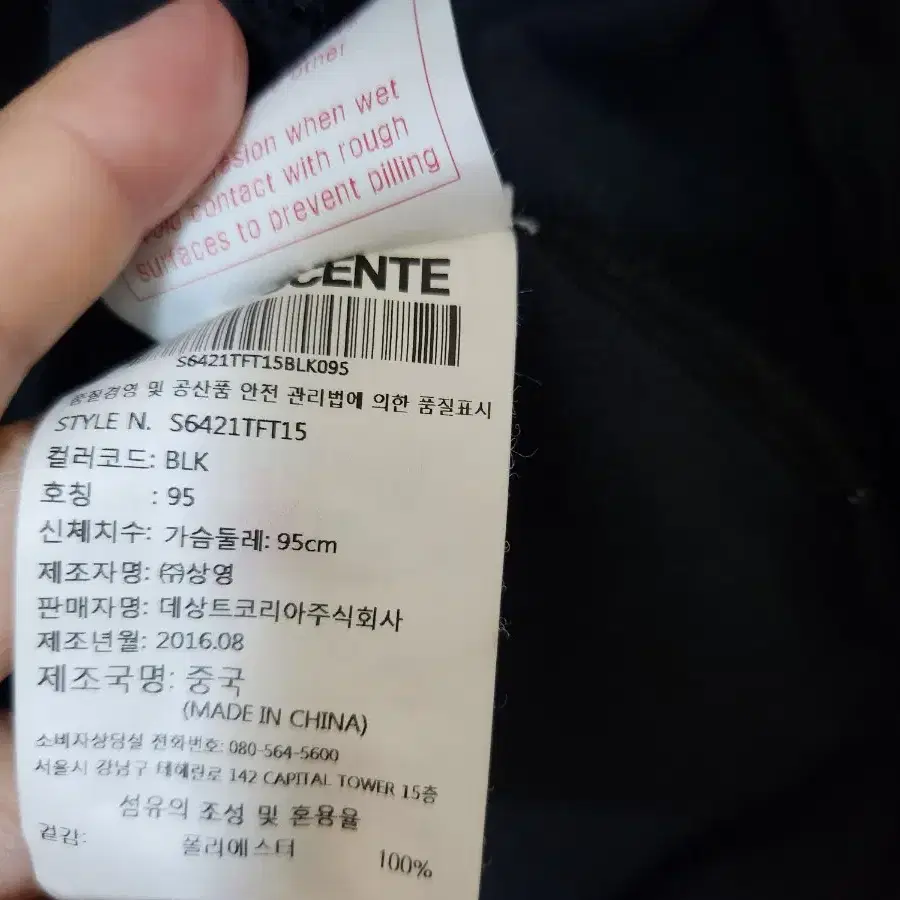 other
when wet
contact with rough
surfaces to prevent pilling
CENTE
S6421TFT15BLK095
품질경영 및 공산품 안전 관리법에 의한 품질표시
STYLE N. S6421TFT15
컬러코드: BLK
호칭 : 95
신체치수: 가슴둘레: 95cm
제조자명: ㈜상영
판매자명: 데상트코리아주식회사
제조년월: 2016.08
제조국명: 중국
(MADE IN CHINA)
소비자상담실 전화번호: 080-564-5600
서울시 강남구 테헤란로 142 CAPITAL TOWER 15층
섬유의 조성 및 혼용율
겉감: 폴리에스터 100%